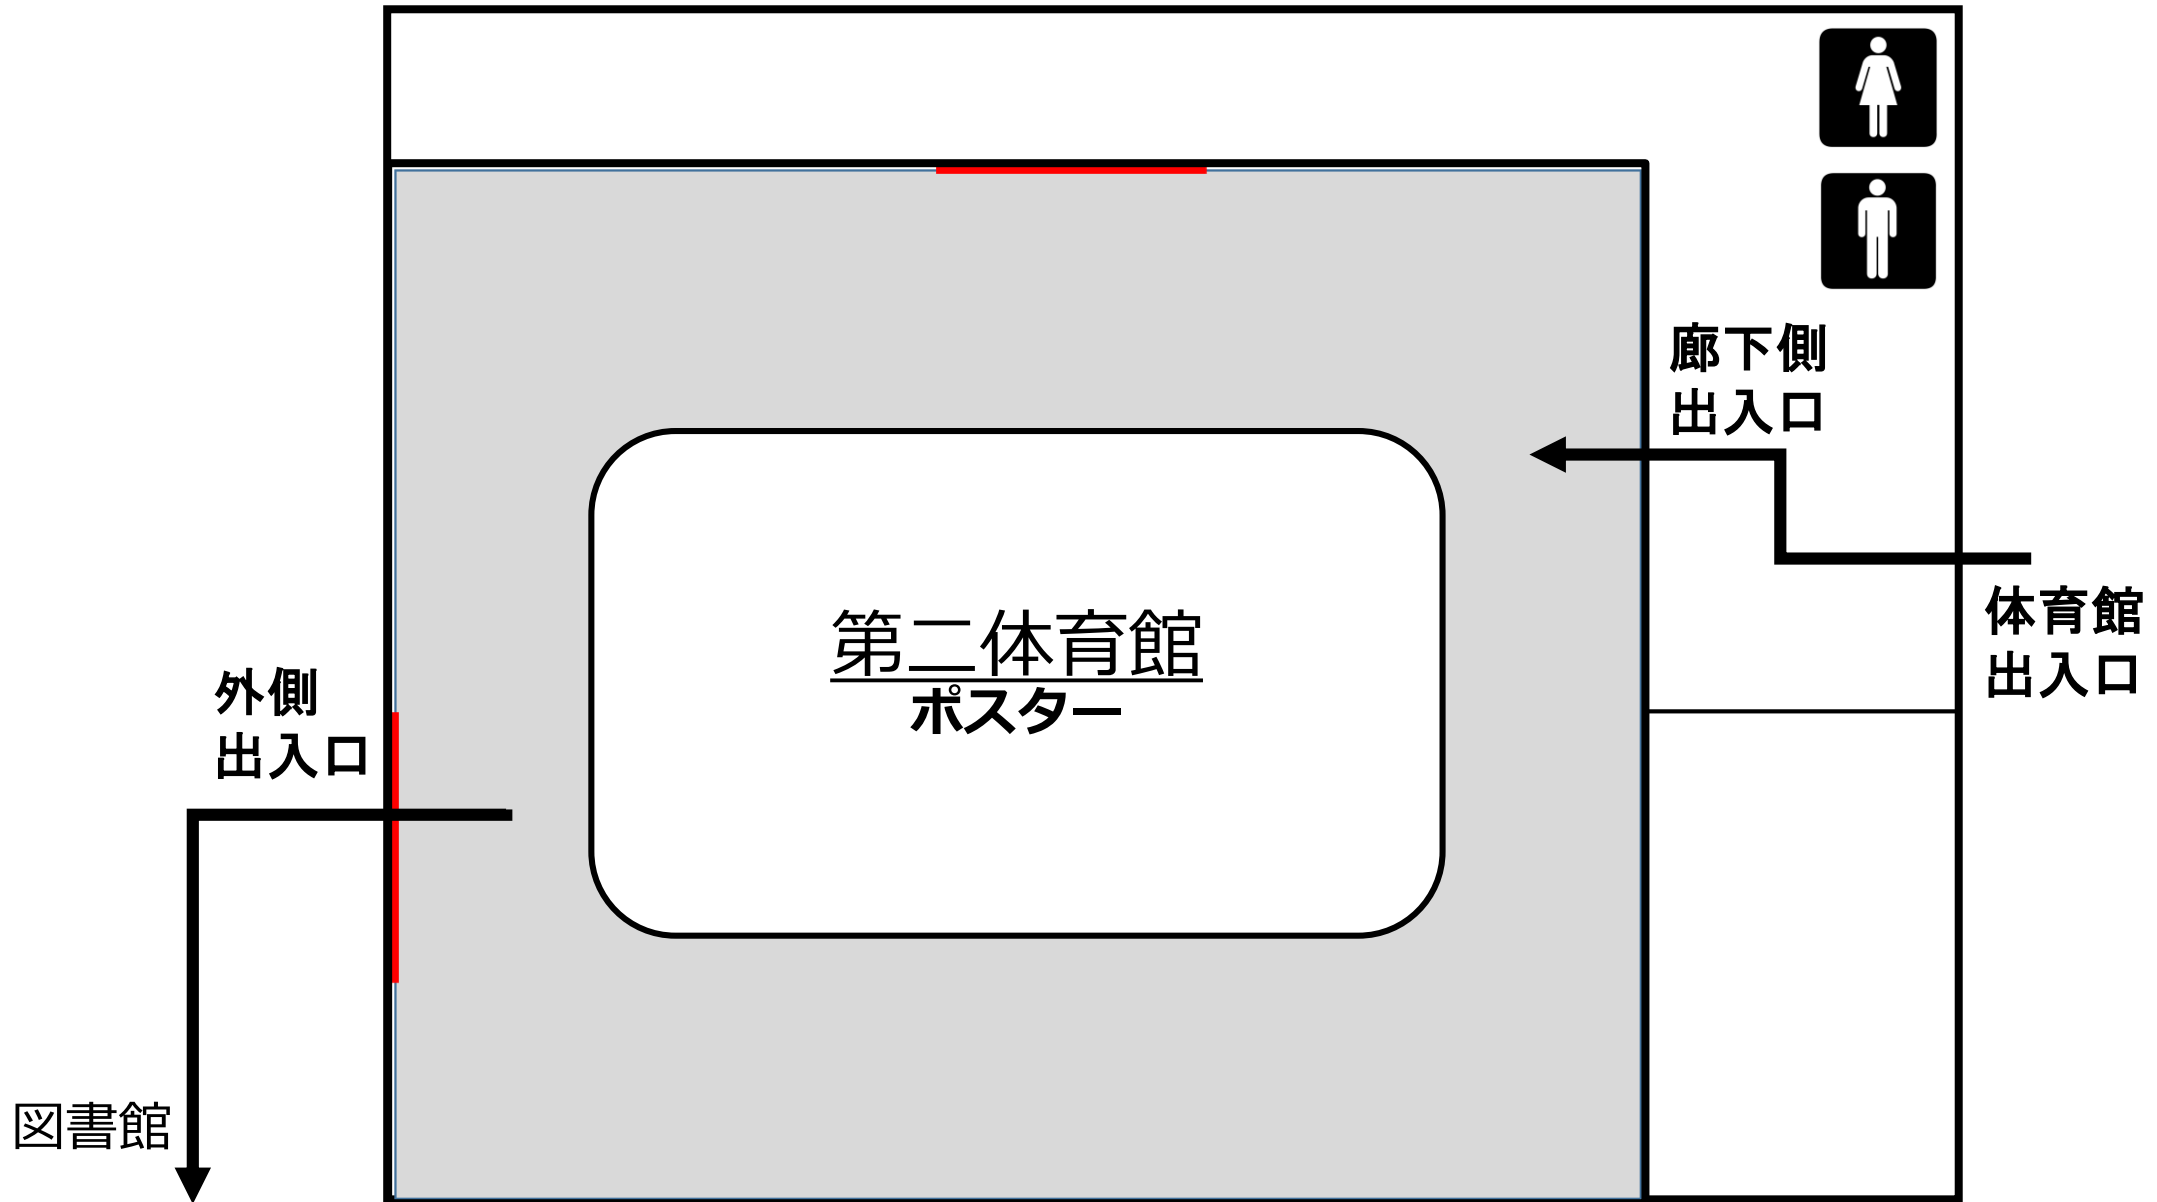 廊下側
出入口
体育館
出入口
第二体育館
ポスター
外側
出入口
図書館